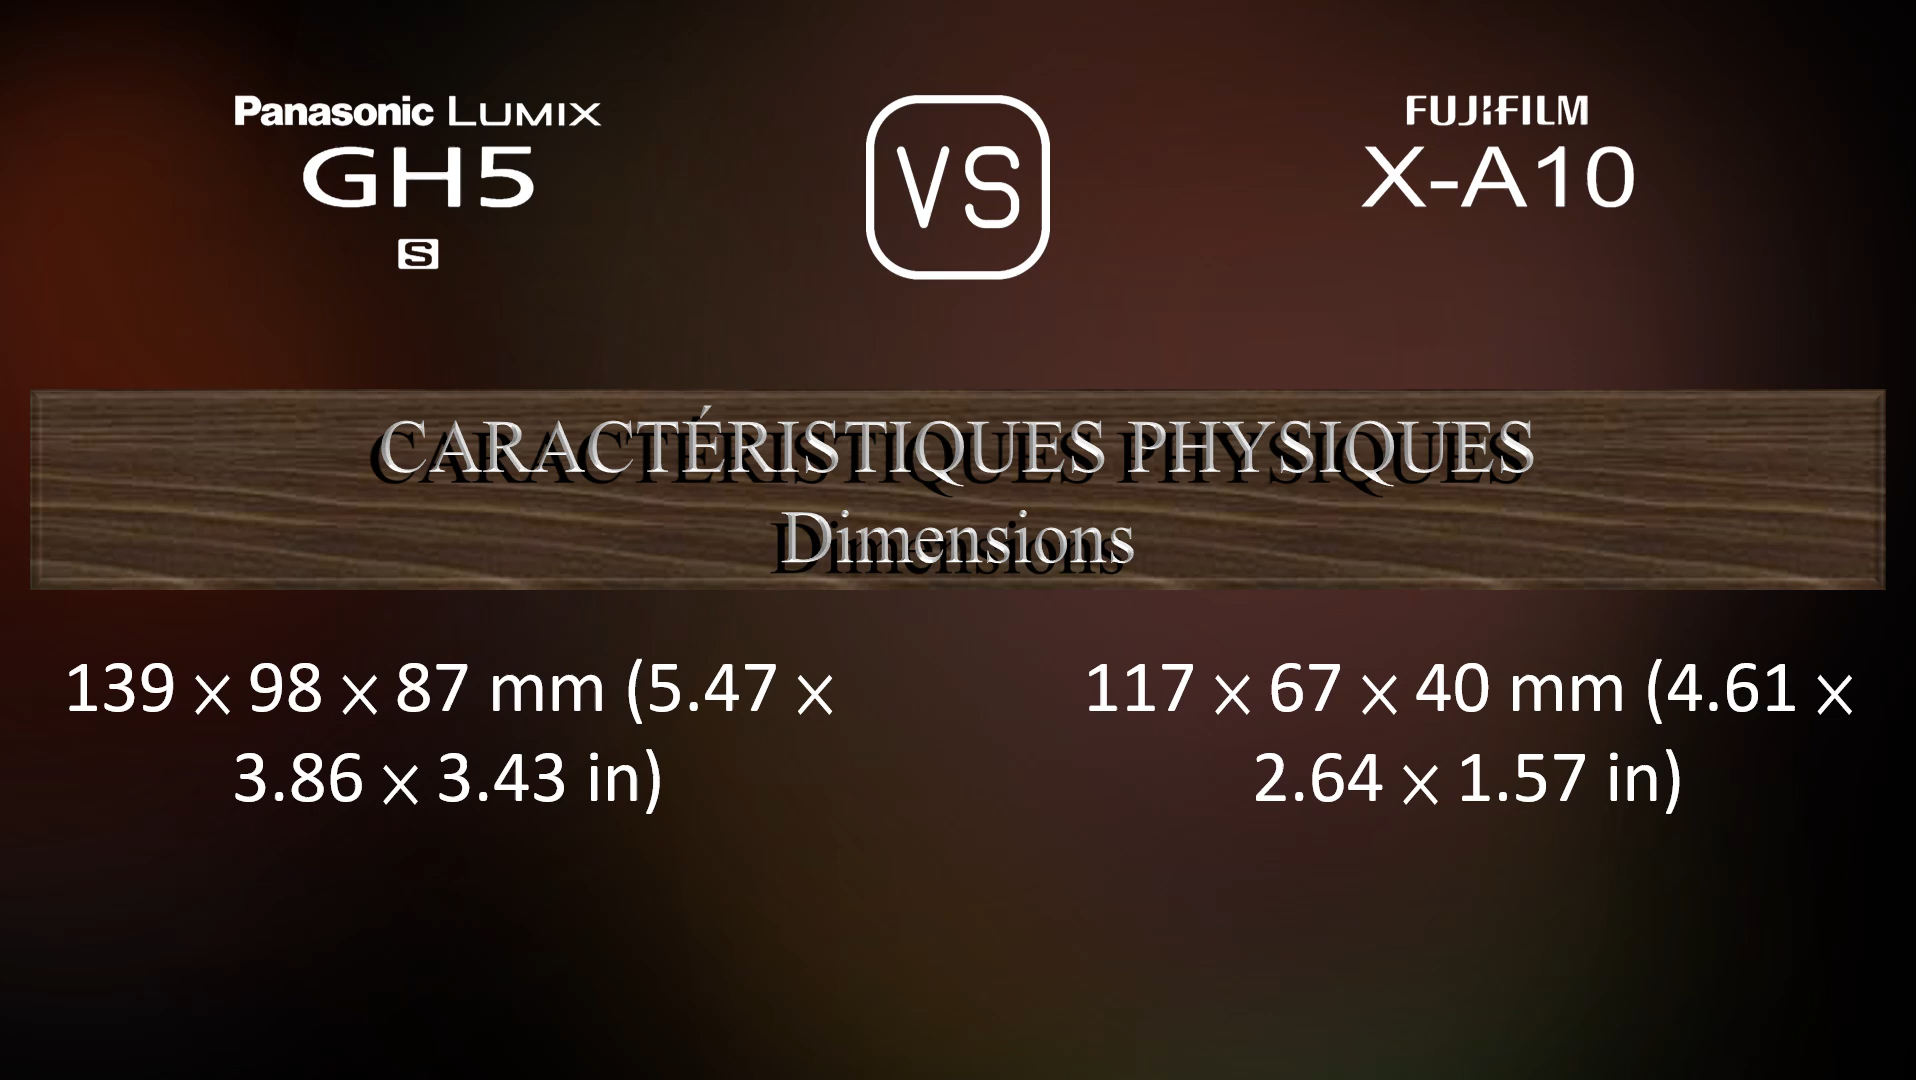 Panasonic LUMIX
GH5
S
VS
FUJIFILM
X-A10
CARACTÉRISTIQUES PHYSIQUES
Dimensions
139 x 98 x 87 mm (5.47 x
3.86 x 3.43 in)
117 x 67 x 40 mm (4.61 x
2.64 x 1.57 in)